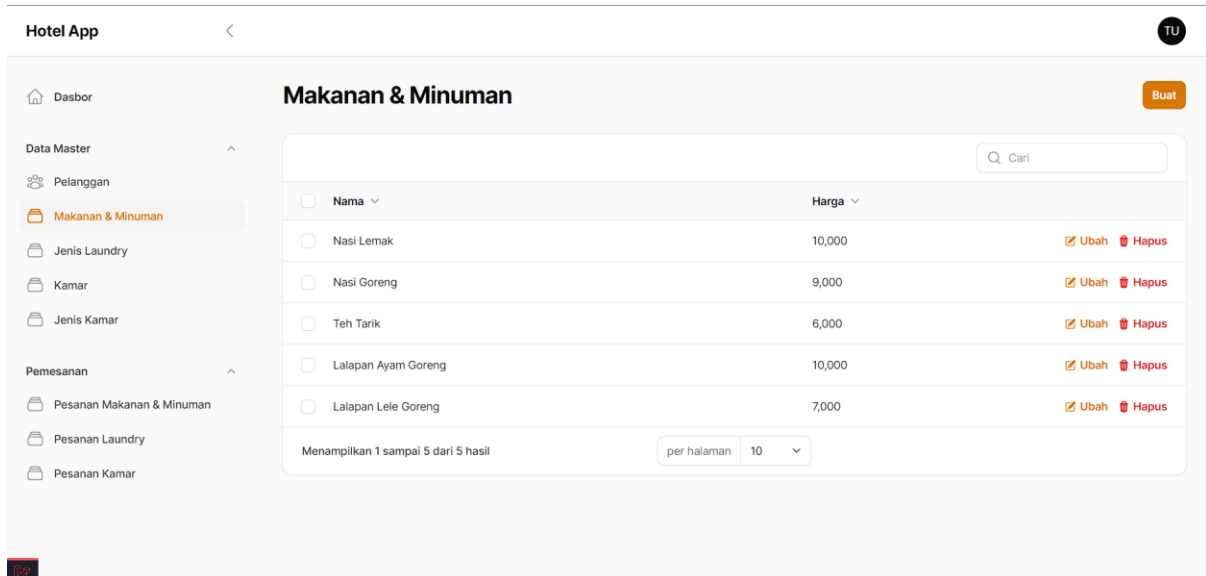 Hotel App
TU
Dasbor
Data Master
Pelanggan
Makanan & Minuman
Jenis Laundry
Kamar
Jenis Kamar
Pemesanan
Pesanan Makanan & Minuman
Pesanan Laundry
Pesanan Kamar
Makanan & Minuman
Buat
Cari
Nama Harga
Nasi Lemak 10,000 Ubah Hapus
Nasi Goreng 9,000 Ubah Hapus
Teh Tarik 6,000 Ubah Hapus
Lalapan Ayam Goreng 10,000 Ubah Hapus
Lalapan Lele Goreng 7,000 Ubah Hapus
Menampilkan 1 sampai 5 dari 5 hasil per halaman 10